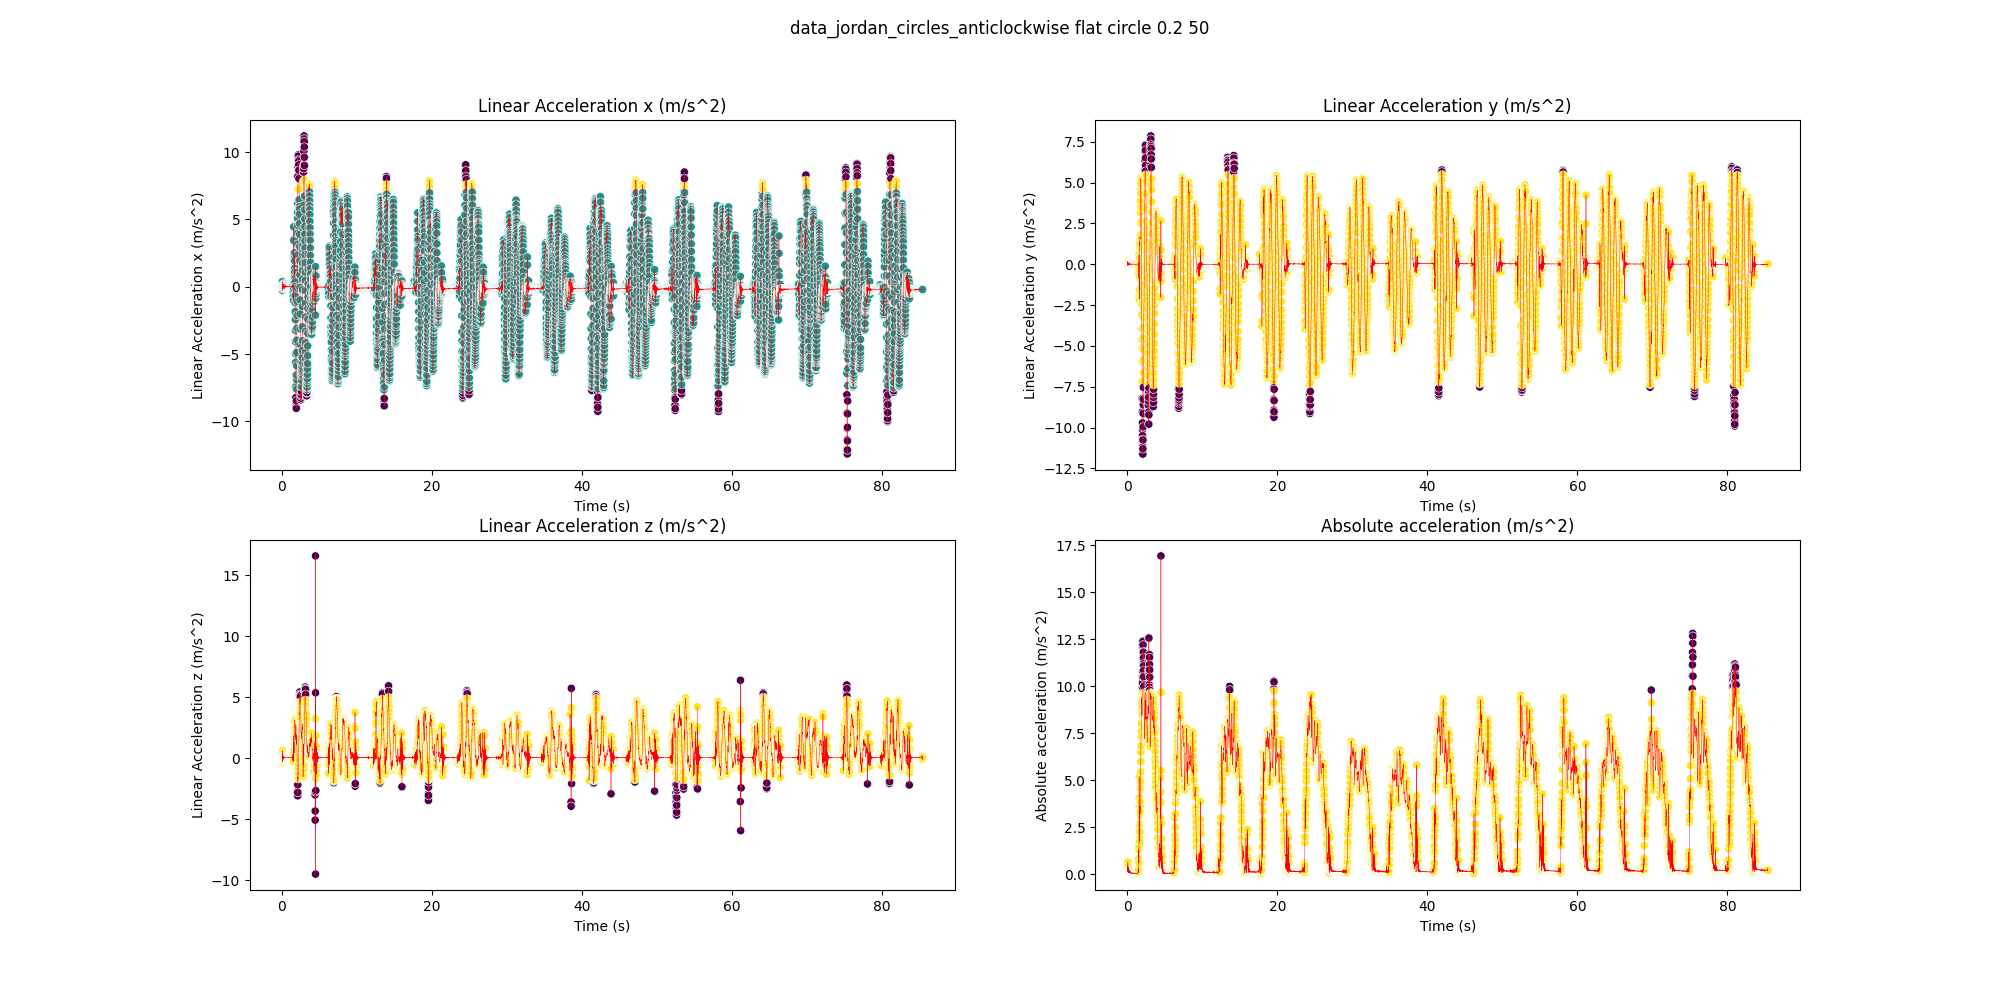 data_jordan_circles_anticlockwise flat circle 0.2 50
Linear Acceleration x (m/s^2)
Linear Acceleration x (m/s^2)
10
5
0
−5
−10
0 20 40 60 80
Time (s)
Linear Acceleration y (m/s^2)
Linear Acceleration y (m/s^2)
7.5
5.0
2.5
0.0
−2.5
−5.0
−7.5
−10.0
−12.5
0 20 40 60 80
Time (s)
Linear Acceleration z (m/s^2)
Linear Acceleration z (m/s^2)
15
10
5
0
−5
−10
0 20 40 60 80
Time (s)
Absolute acceleration (m/s^2)
Absolute acceleration (m/s^2)
17.5
15.0
12.5
10.0
7.5
5.0
2.5
0.0
0 20 40 60 80
Time (s)